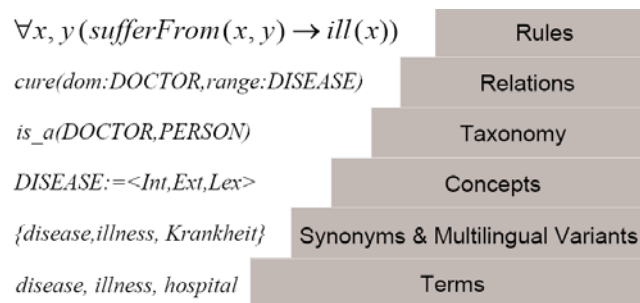 ∀x, y (sufferFrom(x, y) → ill(x)) Rules
cure(dom:DOCTOR,range:DISEASE) Relations
is_a(DOCTOR,PERSON) Taxonomy
DISEASE:=<Int,Ext,Lex> Concepts
{disease,illness, Krankheit} Synonyms & Multilingual Variants
disease, illness, hospital Terms